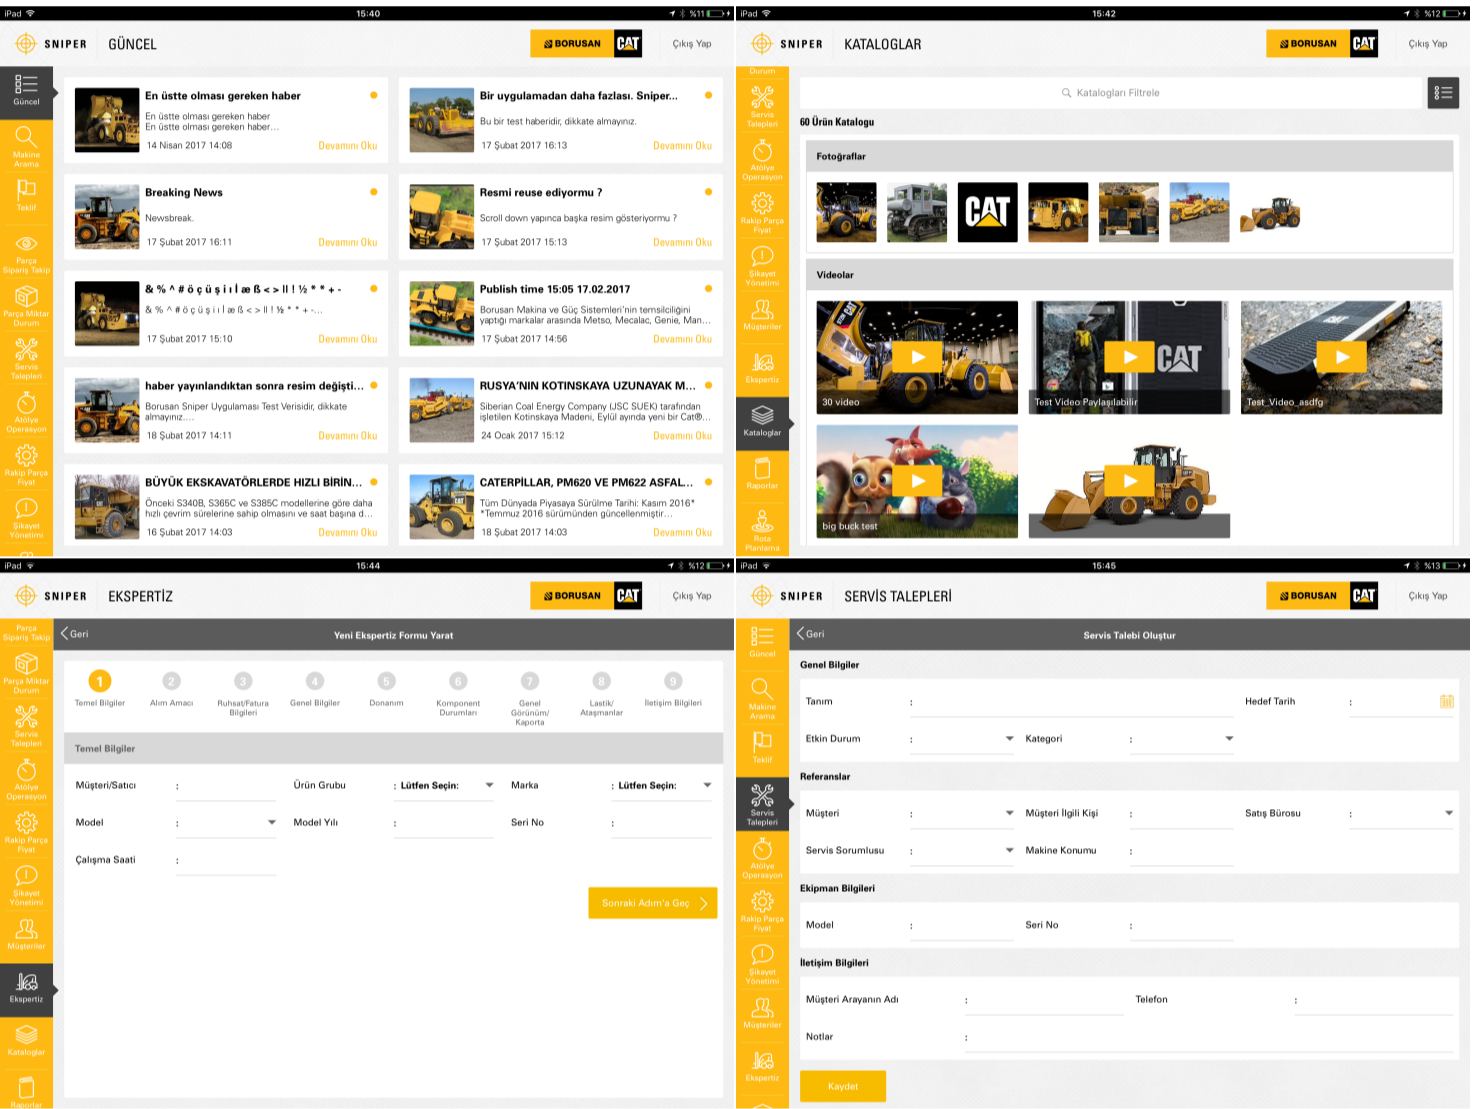 iPad
15:40
%11
SNIPER
GÜNCEL
BORUSAN
CAT
Çıkış Yap
Güncel
Makine
Arama
Teklif
Parça
Sipariş Takip
Parça Miktar
Durum
Servis
Talepleri
Atölye
Operasyon
Rakip Parça
Fiyat
Şikayet
Yönetimi
En üstte olması gereken haber
En üstte olması gereken haber
En üstte olması gereken haber...
14 Nisan 2017 14:08
Devamını Oku
Bir uygulamadan daha fazlası. Sniper...
Bu bir test haberidir, dikkate almayınız.
17 Şubat 2017 16:13
Devamını Oku
Breaking News
Newsbreak.
17 Şubat 2017 16:11
Devamını Oku
Resmi reuse ediyormu ?
Scroll down yapınca başka resim gösteriyormu ?
17 Şubat 2017 15:13
Devamını Oku
& % ^ # ö ç ü ş i ı İ æ ß < > II ! ½ * * + -
& % ^ # ö ç ü ş i ı İ æ ß < > II ! ½ * * + -...
17 Şubat 2017 15:10
Devamını Oku
Publish time 15:05 17.02.2017
Borusan Makina ve Güç Sistemleri'nin temsilciliğini
yaptığı markalar arasında Metso, Mecalac, Genie, Man...
17 Şubat 2017 14:56
Devamını Oku
haber yayınlandıktan sonra resim değişti...
Borusan Sniper Uygulaması Test Verisidir, dikkate
almayınız....
18 Şubat 2017 14:11
Devamını Oku
RUSYA'NIN KOTINSKAYA UZUNAYAK M...
Siberian Coal Energy Company (JSC SUEK) tarafından
işletilen Kotinskaya Madeni, Eylül ayında yeni bir Cat®...
24 Ocak 2017 15:12
Devamını Oku
BÜYÜK EKSKAVATÖRLERDE HIZLI BİRİN...
Önceki S340B, S365C ve S385C modellerine göre daha
hızlı çevrim sürelerine sahip olmasını ve saat başına d...
16 Şubat 2017 14:03
Devamını Oku
CATERPİLLAR, PM620 VE PM622 ASFAL...
Tüm Dünyada Piyasaya Sürülme Tarihi: Kasım 2016*
*Temmuz 2016 sürümünden güncellenmiştir...
18 Şubat 2017 14:03
Devamını Oku
iPad
15:42
%12
SNIPER
KATALOGLAR
BORUSAN
CAT
Çıkış Yap
Durum
Servis
Talepleri
Atölye
Operasyon
Rakip Parça
Fiyat
Şikayet
Yönetimi
Müşteriler
Ekspertiz
Kataloglar
Raporlar
Rota
Planlama
Katalogları Filtrele
60 Ürün Katalogu
Fotoğraflar
CAT
Videolar
30 video
CAT
Test Video Paylaşılabilir
Test_Video_asdfg
big buck test
iPad
15:44
%12
SNIPER
EKSPERTİZ
BORUSAN
CAT
Çıkış Yap
Parça
Sipariş Takip
Parça Miktar
Durum
Servis
Talepleri
Atölye
Operasyon
Rakip Parça
Fiyat
Şikayet
Yönetimi
Müşteriler
Ekspertiz
Kataloglar
Raporlar
Geri
Yeni Ekspertiz Formu Yarat
1 2 3 4 5 6 7 8 9
Temel Bilgiler
Alım Amacı
Ruhsat/Fatura
Bilgileri
Genel Bilgiler
Donanım
Komponent
Durumları
Genel
Görünüm/
Kaporta
Lastik/
Ataşmanlar
İletişim Bilgileri
Temel Bilgiler
Müşteri/Satıcı :
Ürün Grubu : Lütfen Seçin:
Marka : Lütfen Seçin:
Model :
Model Yılı :
Seri No :
Çalışma Saati :
Sonraki Adım'a Geç
iPad
15:45
%13
SNIPER
SERVİS TALEPLERİ
BORUSAN
CAT
Çıkış Yap
Güncel
Makine
Arama
Teklif
Servis
Talepleri
Atölye
Operasyon
Rakip Parça
Fiyat
Şikayet
Yönetimi
Müşteriler
Ekspertiz
Geri
Servis Talebi Oluştur
Genel Bilgiler
Tanım :
Hedef Tarih :
Etkin Durum :
Kategori :
Referanslar
Müşteri :
Müşteri İlgili Kişi :
Satış Bürosu :
Servis Sorumlusu :
Makine Konumu :
Ekipman Bilgileri
Model :
Seri No :
İletişim Bilgileri
Müşteri Arayanın Adı :
Telefon :
Notlar :
Kaydet